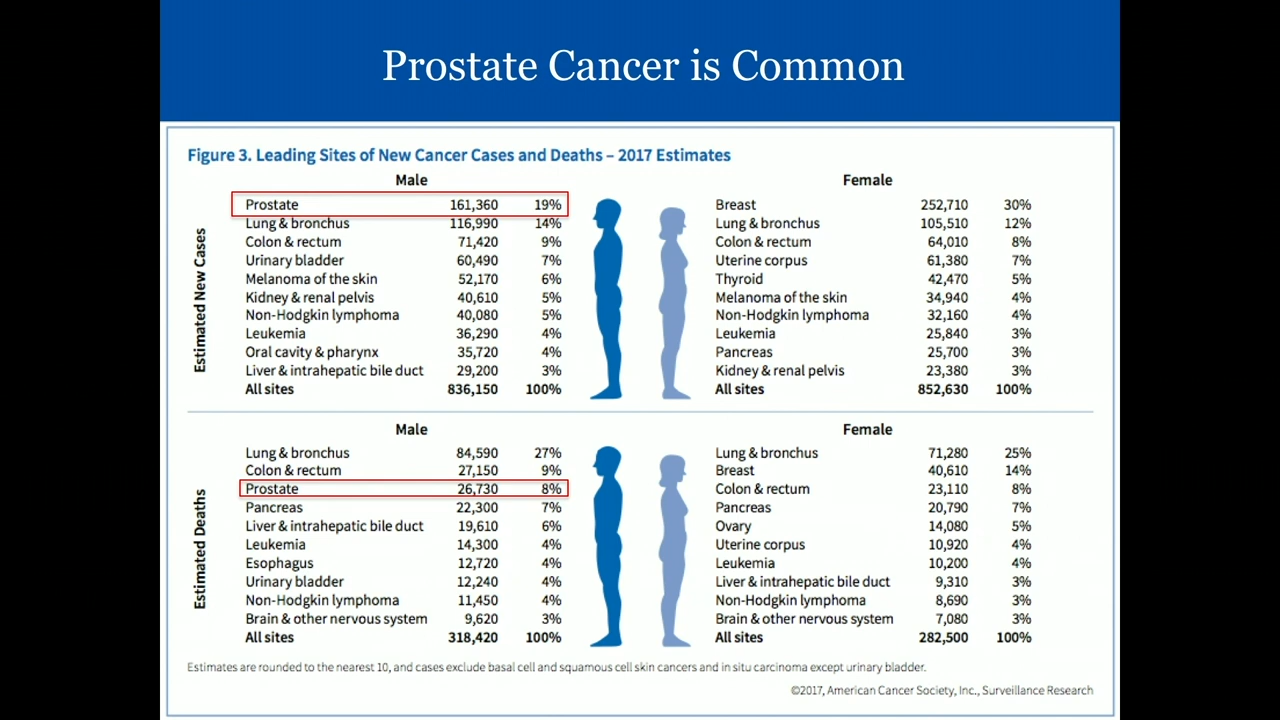 Prostate Cancer is Common
Figure 3. Leading Sites of New Cancer Cases and Deaths – 2017 Estimates
Estimated New Cases
Male
Prostate 161,360 19%
Lung & bronchus 116,990 14%
Colon & rectum 71,420 9%
Urinary bladder 60,490 7%
Melanoma of the skin 52,170 6%
Kidney & renal pelvis 40,610 5%
Non-Hodgkin lymphoma 40,080 5%
Leukemia 36,290 4%
Oral cavity & pharynx 35,720 4%
Liver & intrahepatic bile duct 29,200 3%
All sites 836,150 100%
Female
Breast 252,710 30%
Lung & bronchus 105,510 12%
Colon & rectum 64,010 8%
Uterine corpus 61,380 7%
Thyroid 42,470 5%
Melanoma of the skin 34,940 4%
Non-Hodgkin lymphoma 32,160 4%
Leukemia 25,840 3%
Pancreas 25,700 3%
Kidney & renal pelvis 23,380 3%
All sites 852,630 100%
Estimated Deaths
Male
Lung & bronchus 84,590 27%
Colon & rectum 27,150 9%
Prostate 26,730 8%
Pancreas 22,300 7%
Liver & intrahepatic bile duct 19,610 6%
Leukemia 14,300 4%
Esophagus 12,720 4%
Urinary bladder 12,240 4%
Non-Hodgkin lymphoma 11,450 4%
Brain & other nervous system 9,620 3%
All sites 318,420 100%
Female
Lung & bronchus 71,280 25%
Breast 40,610 14%
Colon & rectum 23,110 8%
Pancreas 20,790 7%
Ovary 14,080 5%
Uterine corpus 10,920 4%
Leukemia 10,200 4%
Liver & intrahepatic bile duct 9,310 3%
Non-Hodgkin lymphoma 8,690 3%
Brain & other nervous system 7,080 3%
All sites 282,500 100%
Estimates are rounded to the nearest 10, and cases exclude basal cell and squamous cell skin cancers and in situ carcinoma except urinary bladder.
©2017, American Cancer Society, Inc., Surveillance Research